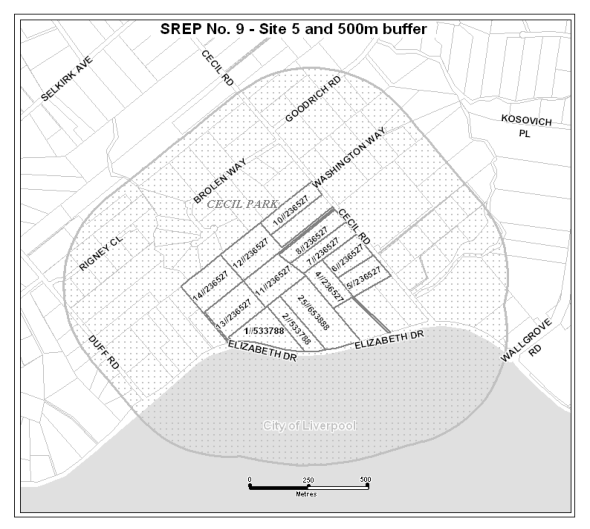 SREP No. 9 - Site 5 and 500m buffer
SELKIRK AVE
CECIL RD
GOODRICH RD
KOSOVICH
PL
WASHINGTON WAY
BROLEN WAY
CECIL PARK
10//236527
CECIL RD
RIGNEY CL
12//236527
8//236527
7//236527
6//236527
5//236527
14//236527
11//236527
4//236527
13//236527
25//653888
2//533788
1//533788
DUFF RD
ELIZABETH DR
ELIZABETH DR
WALLGROVE
RD
City of Liverpool
0 250 500
Metres